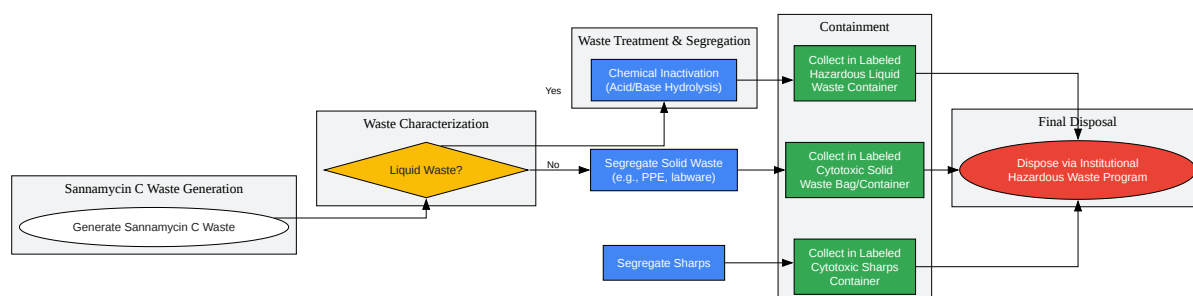 Sannamycin C Waste Generation
Generate Sannamycin C Waste
Waste Characterization
Liquid Waste?
Yes
No
Waste Treatment & Segregation
Chemical Inactivation
(Acid/Base Hydrolysis)
Segregate Solid Waste
(e.g., PPE, labware)
Segregate Sharps
Containment
Collect in Labeled
Hazardous Liquid
Waste Container
Collect in Labeled
Cytotoxic Solid
Waste Bag/Container
Collect in Labeled
Cytotoxic Sharps
Container
Final Disposal
Dispose via Institutional
Hazardous Waste Program